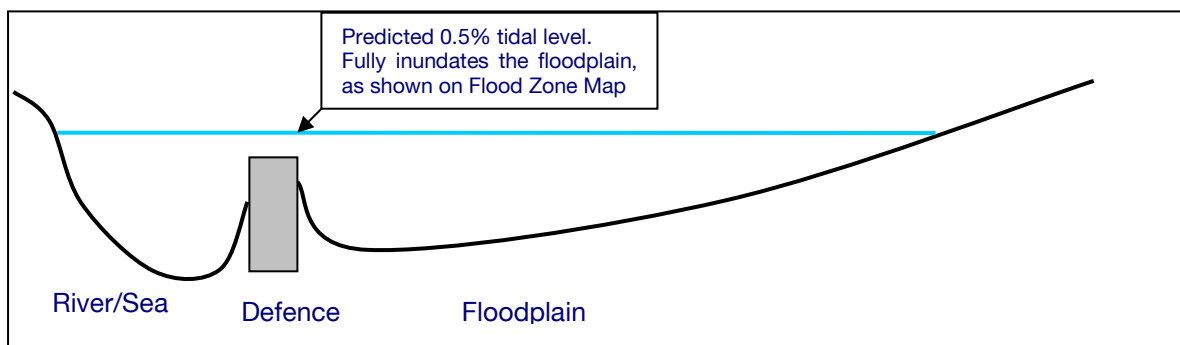 Predicted 0.5% tidal level.
Fully inundates the floodplain,
as shown on Flood Zone Map
River/Sea
Defence
Floodplain